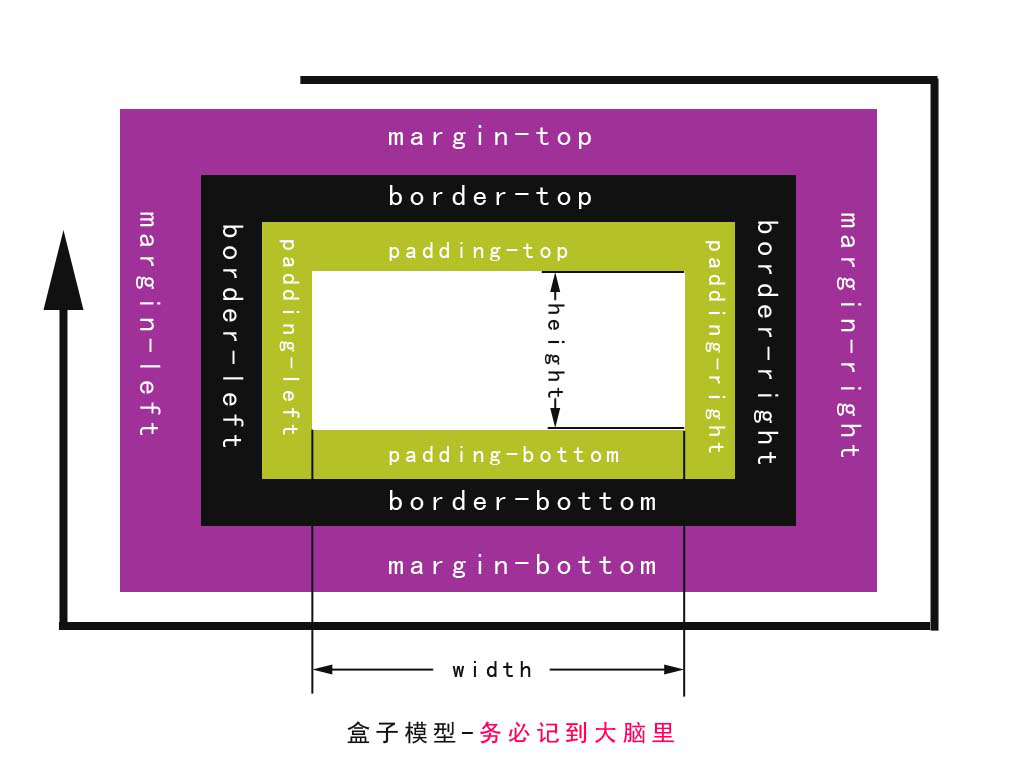 margin-top
border-top
padding-top
margin-left
border-left
padding-left
height
padding-right
border-right
margin-right
padding-bottom
border-bottom
margin-bottom
width
盒子模型-务必记到大脑里